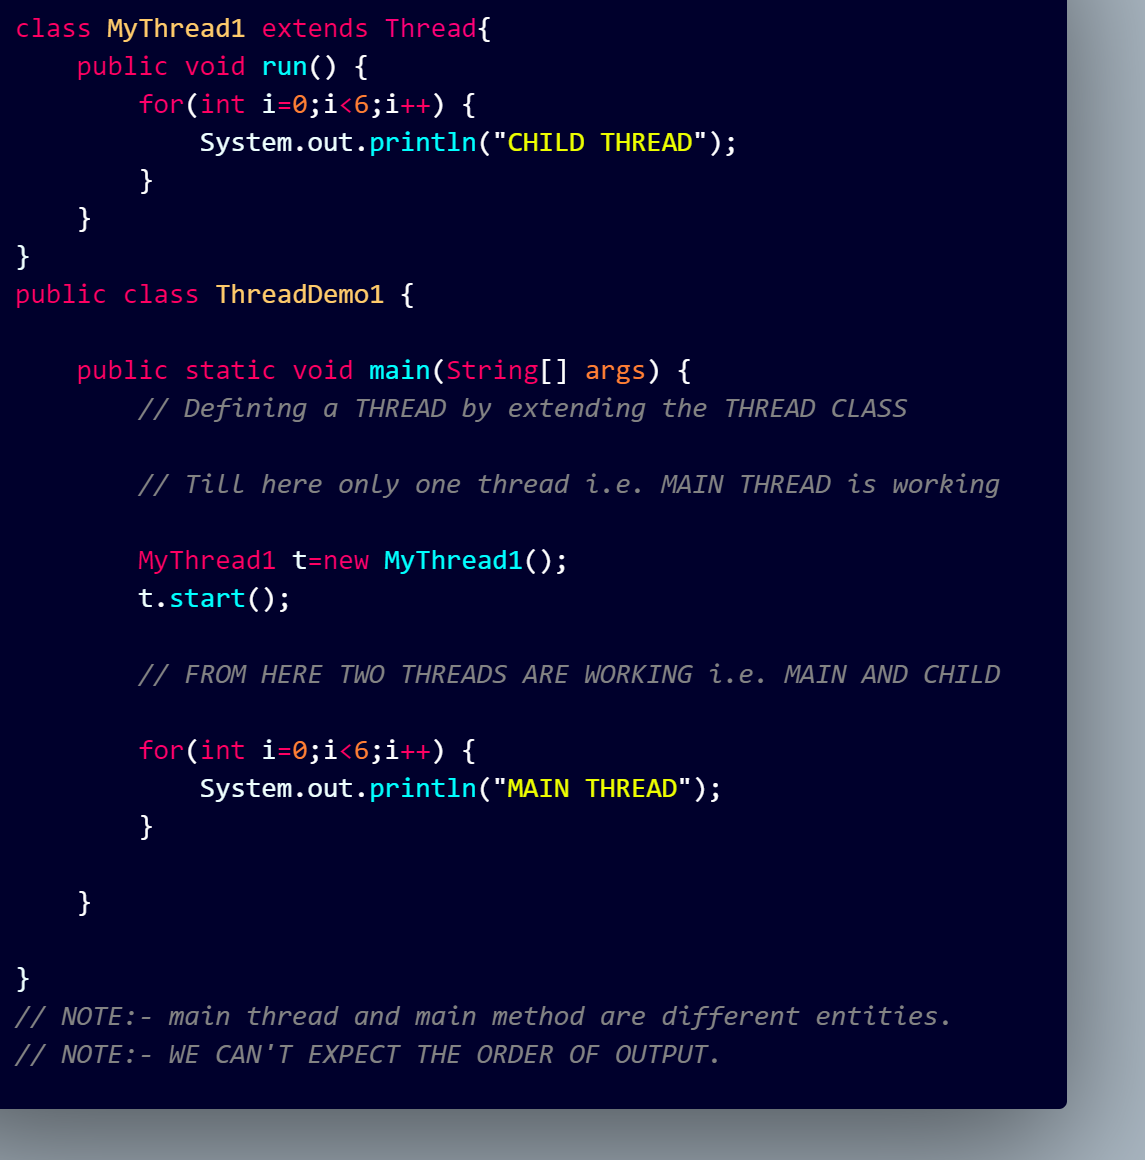 class MyThread1 extends Thread{
    public void run() {
        for(int i=0;i<6;i++) {
            System.out.println("CHILD THREAD");
        }
    }
}
public class ThreadDemo1 {

    public static void main(String[] args) {
        // Defining a THREAD by extending the THREAD CLASS

        // Till here only one thread i.e. MAIN THREAD is working

        MyThread1 t=new MyThread1();
        t.start();

        // FROM HERE TWO THREADS ARE WORKING i.e. MAIN AND CHILD

        for(int i=0;i<6;i++) {
            System.out.println("MAIN THREAD");
        }

    }

}
// NOTE:- main thread and main method are different entities.
// NOTE:- WE CAN'T EXPECT THE ORDER OF OUTPUT.